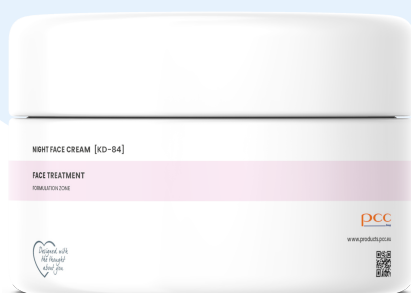 NIGHT FACE CREAM [KD-84]
FACE TREATMENT
FORMULATION ZONE
pcc
www.products.pcc.eu
Designed with
the thought
about you